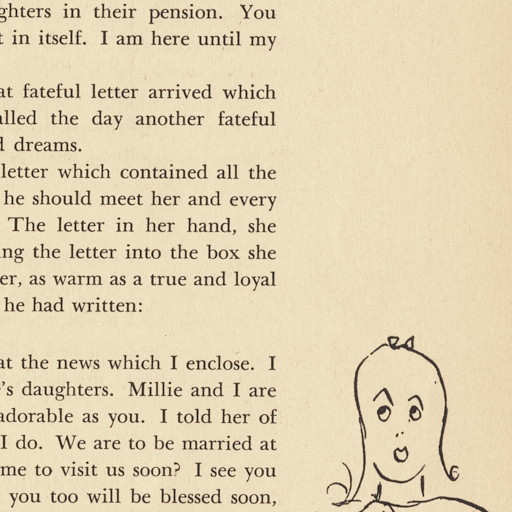 ghters in their pension. You
t in itself. I am here until my
at fateful letter arrived which
alled the day another fateful
d dreams.
letter which contained all the
he should meet her and every
The letter in her hand, she
ing the letter into the box she
er, as warm as a true and loyal
he had written:
at the news which I enclose. I
e's daughters. Millie and I are
adorable as you. I told her of
I do. We are to be married at
me to visit us soon? I see you
you too will be blessed soon,